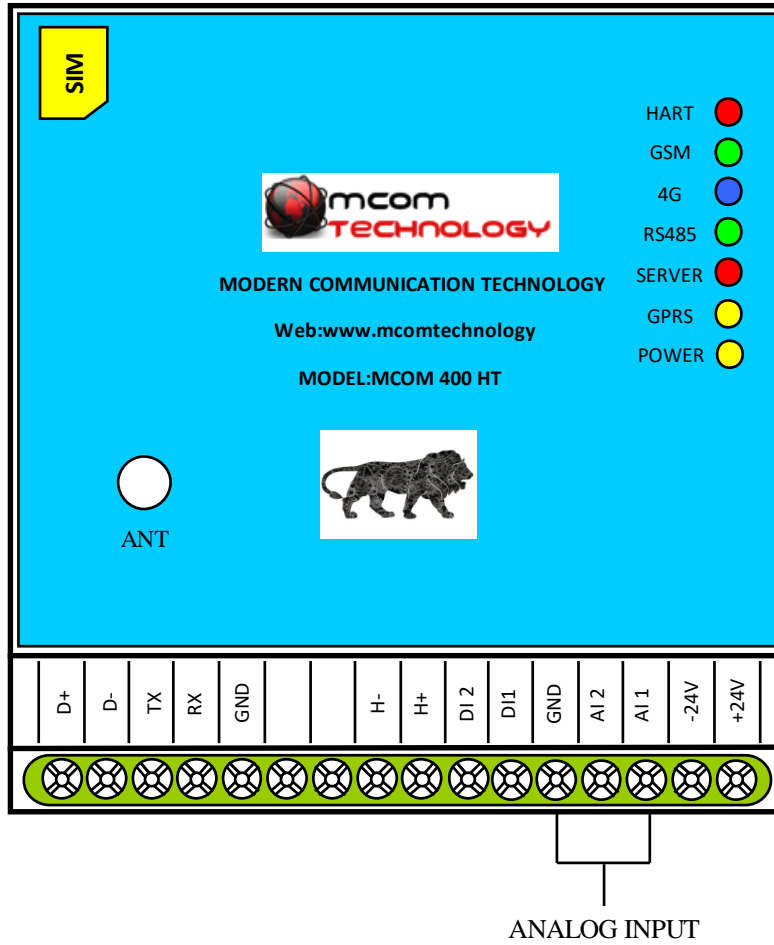 SIM
HART
GSM
4G
RS485
SERVER
GPRS
POWER
mcom
TECHNOLOGY
MODERN COMMUNICATION TECHNOLOGY
Web:www.mcomtechnology
MODEL:MCOM 400 HT
ANT
D+
D-
TX
RX
GND
H-
H+
DI 2
DI1
GND
AI 2
AI 1
-24V
+24V
ANALOG INPUT